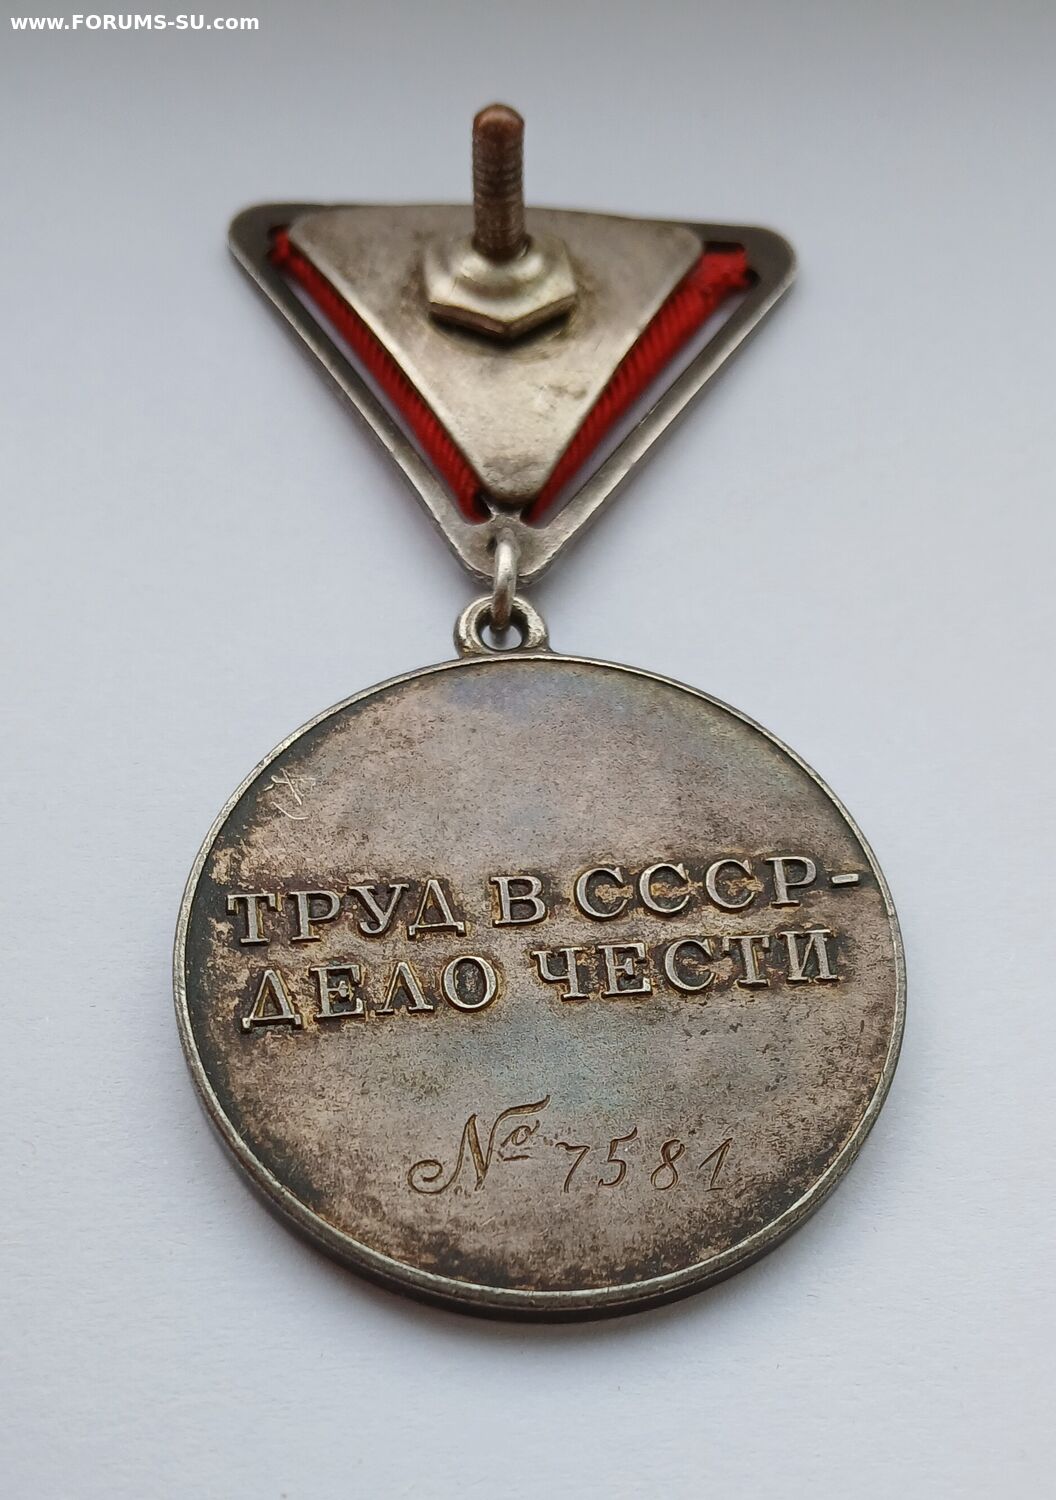 www.FORUMS-SU.com
ТРУД В СССР-
ДЕЛО ЧЕСТИ
№ 7581